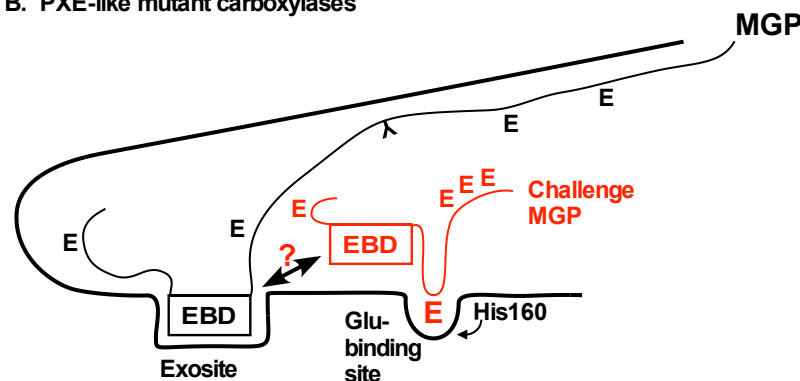 B. PXE-like mutant carboxylases
MGP
E
E
γ
E E E
Challenge
MGP
E
E
E
?
EBD
EBD
E
Glu-
binding
site
His160
Exosite